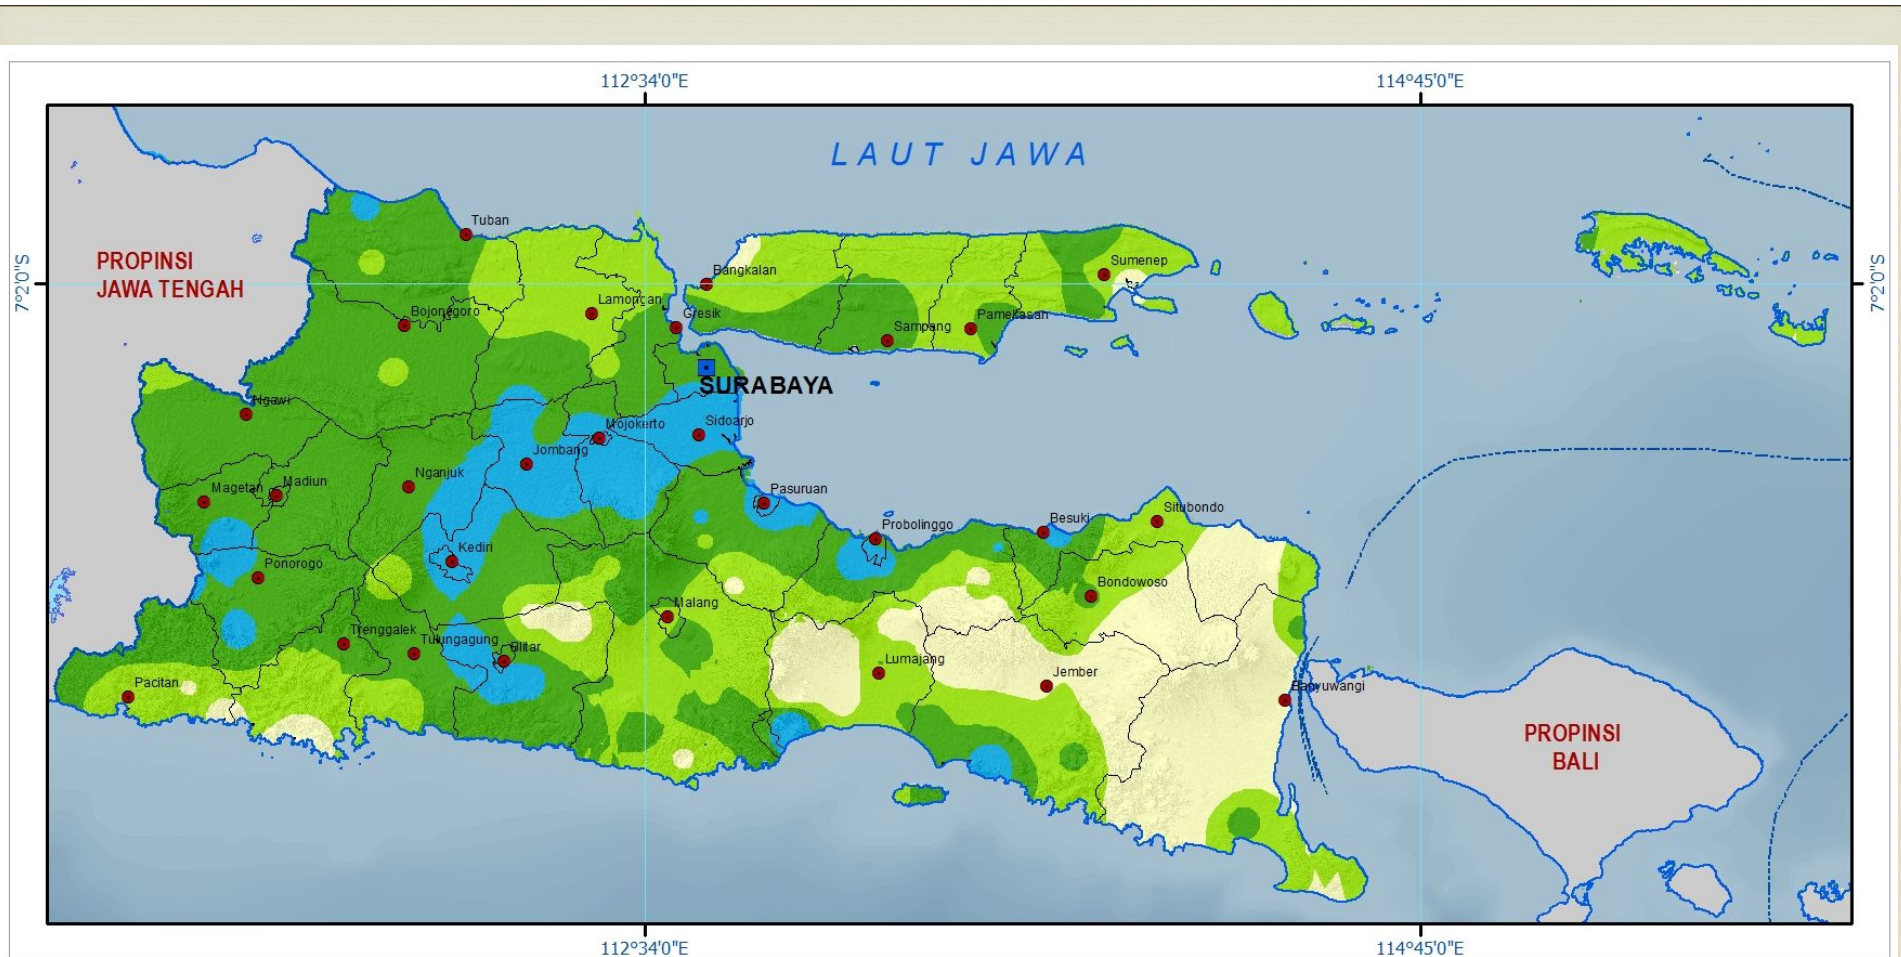 112°34'0"E
114°45'0"E
LAUT JAWA
Tuban
PROPINSI
JAWA TENGAH
Sumenep
Bangkalan
7°2'0"S
7°2'0"S
Lamongan
Bojonegoro
Gresik
Pamekasan
Sampang
SURABAYA
Ngawi
Mojokerto
Sidoarjo
Jombang
Nganjuk
Magetan
Madiun
Pasuruan
Situbondo
Probolinggo
Besuki
Kediri
Ponorogo
Bondowoso
Malang
Trenggalek
Tulungagung
Blitar
Lumajang
Jember
Pacitan
Banyuwangi
PROPINSI
BALI
112°34'0"E
114°45'0"E